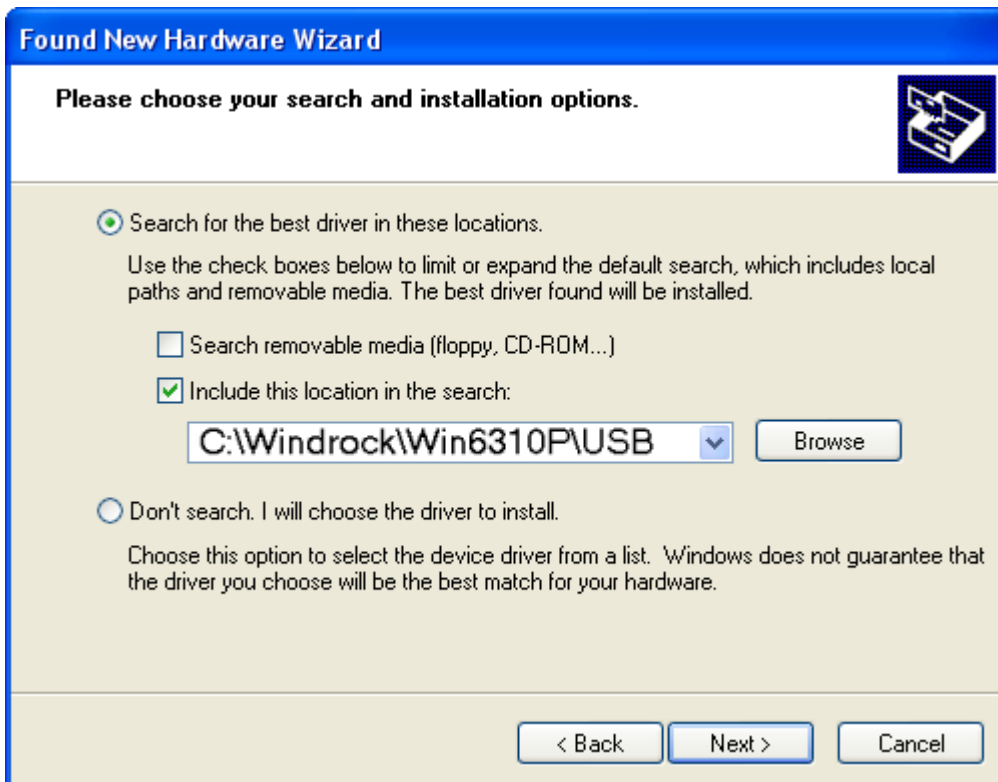 Found New Hardware Wizard
Please choose your search and installation options.
Search for the best driver in these locations.
Use the check boxes below to limit or expand the default search, which includes local
paths and removable media. The best driver found will be installed.
Search removable media (floppy, CD-ROM...)
Include this location in the search:
C:\Windrock\Win6310P\USB
Browse
Don't search. I will choose the driver to install.
Choose this option to select the device driver from a list.  Windows does not guarantee that
the driver you choose will be the best match for your hardware.
< Back
Next >
Cancel